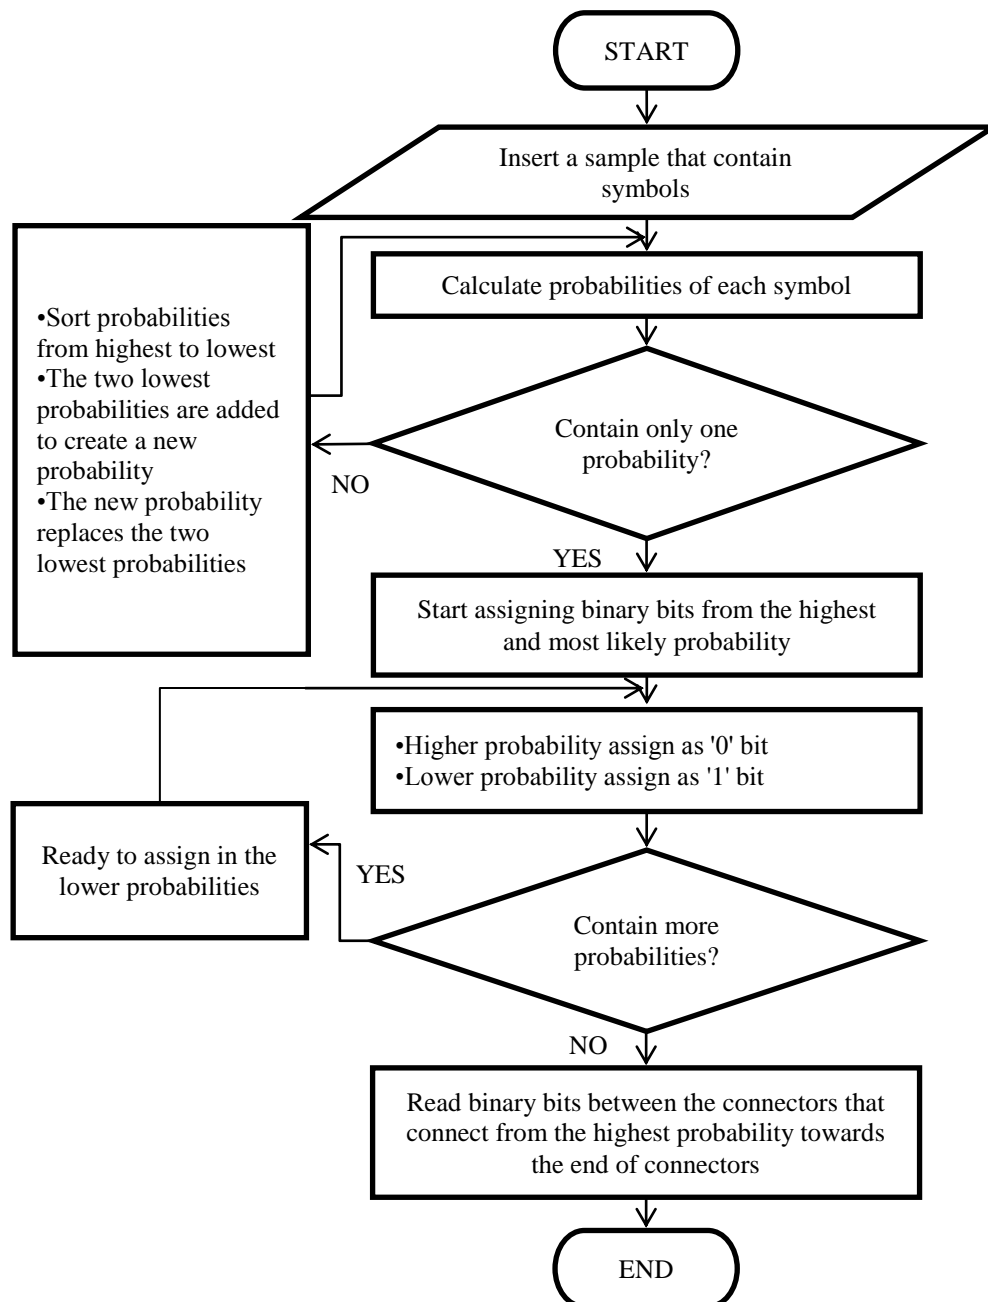 START
Insert a sample that contain
symbols
Calculate probabilities of each symbol
•Sort probabilities
from highest to lowest
•The two lowest
probabilities are added
to create a new
probability
•The new probability
replaces the two
lowest probabilities
Contain only one
probability?
NO
YES
Start assigning binary bits from the highest
and most likely probability
•Higher probability assign as '0' bit
•Lower probability assign as '1' bit
Ready to assign in the
lower probabilities
YES
Contain more
probabilities?
NO
Read binary bits between the connectors that
connect from the highest probability towards
the end of connectors
END